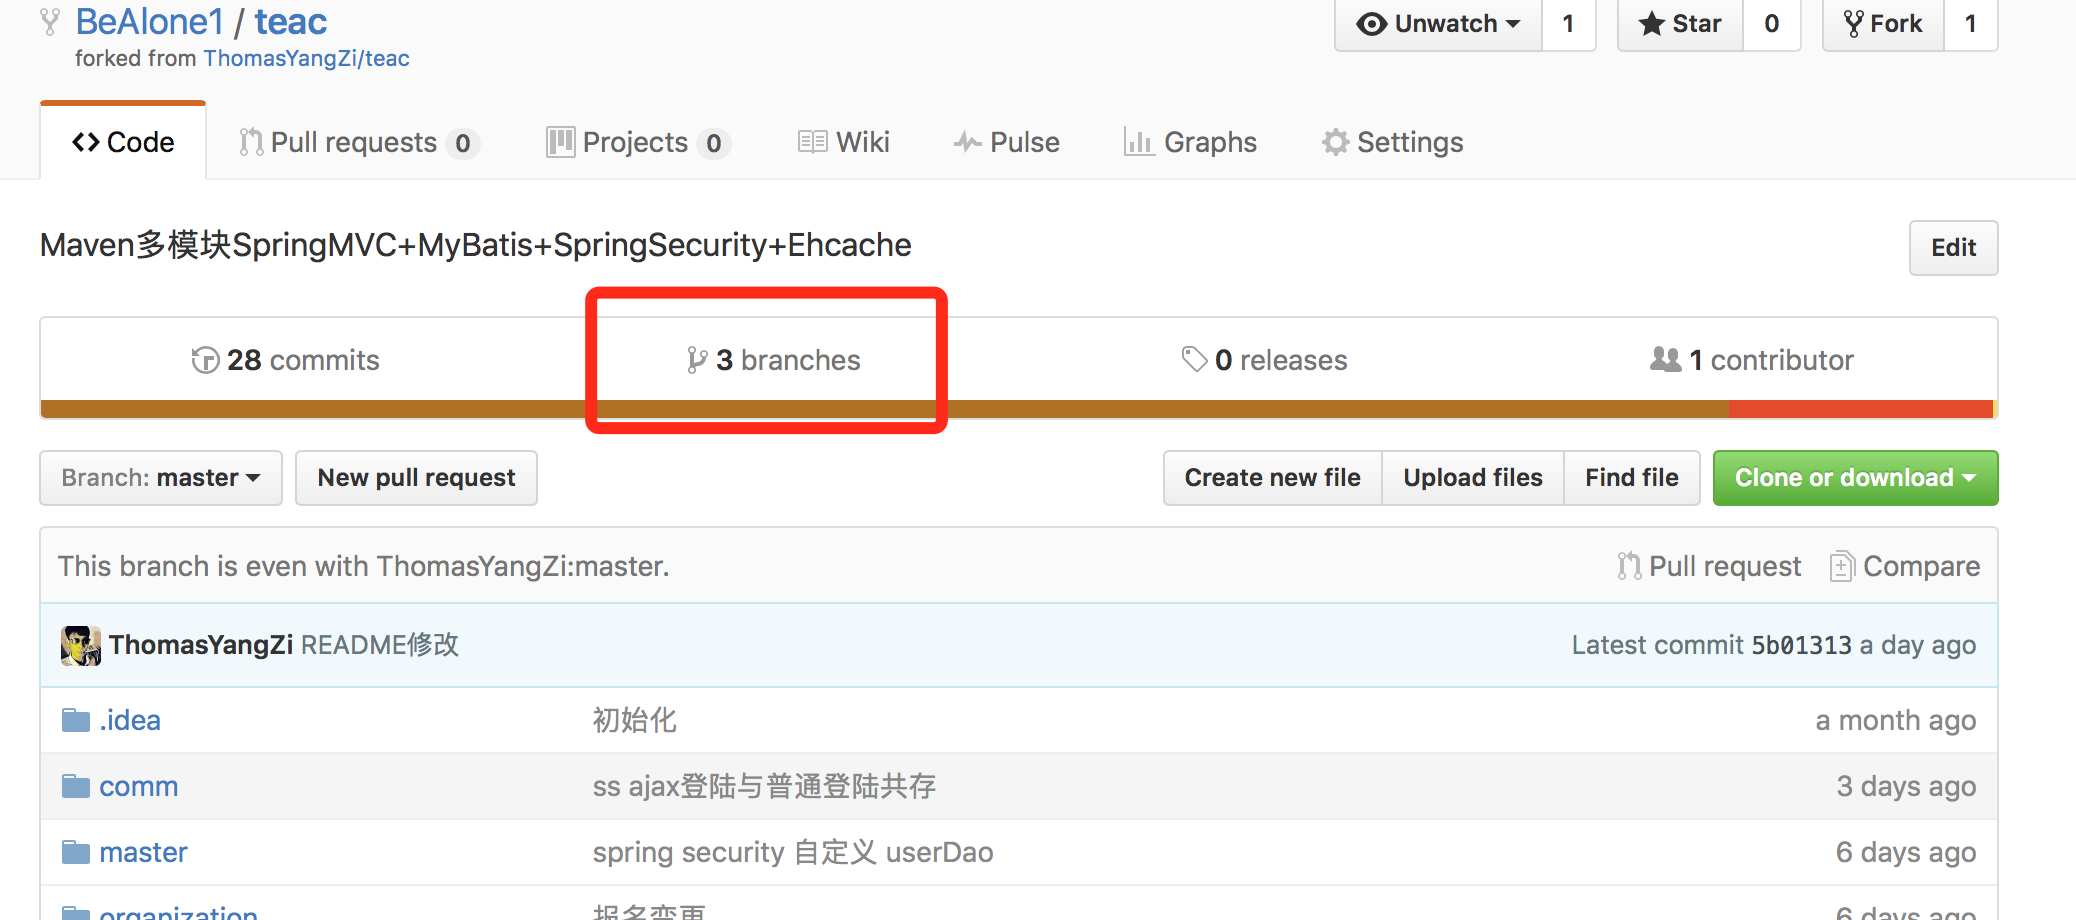 BeAlone1 / teac
Unwatch 1 Star 0 Fork 1
forked from ThomasYangZi/teac
Code Pull requests 0 Projects 0 Wiki Pulse Graphs Settings
Maven多模块SpringMVC+MyBatis+SpringSecurity+Ehcache
Edit
28 commits 3 branches 0 releases 1 contributor
Branch: master New pull request Create new file Upload files Find file Clone or download
This branch is even with ThomasYangZi:master. Pull request Compare
ThomasYangZi README修改 Latest commit 5b01313 a day ago
.idea 初始化 a month ago
comm ss ajax登陆与普通登陆共存 3 days ago
master spring security 自定义 userDao 6 days ago
organization 报名变更 6 days ago